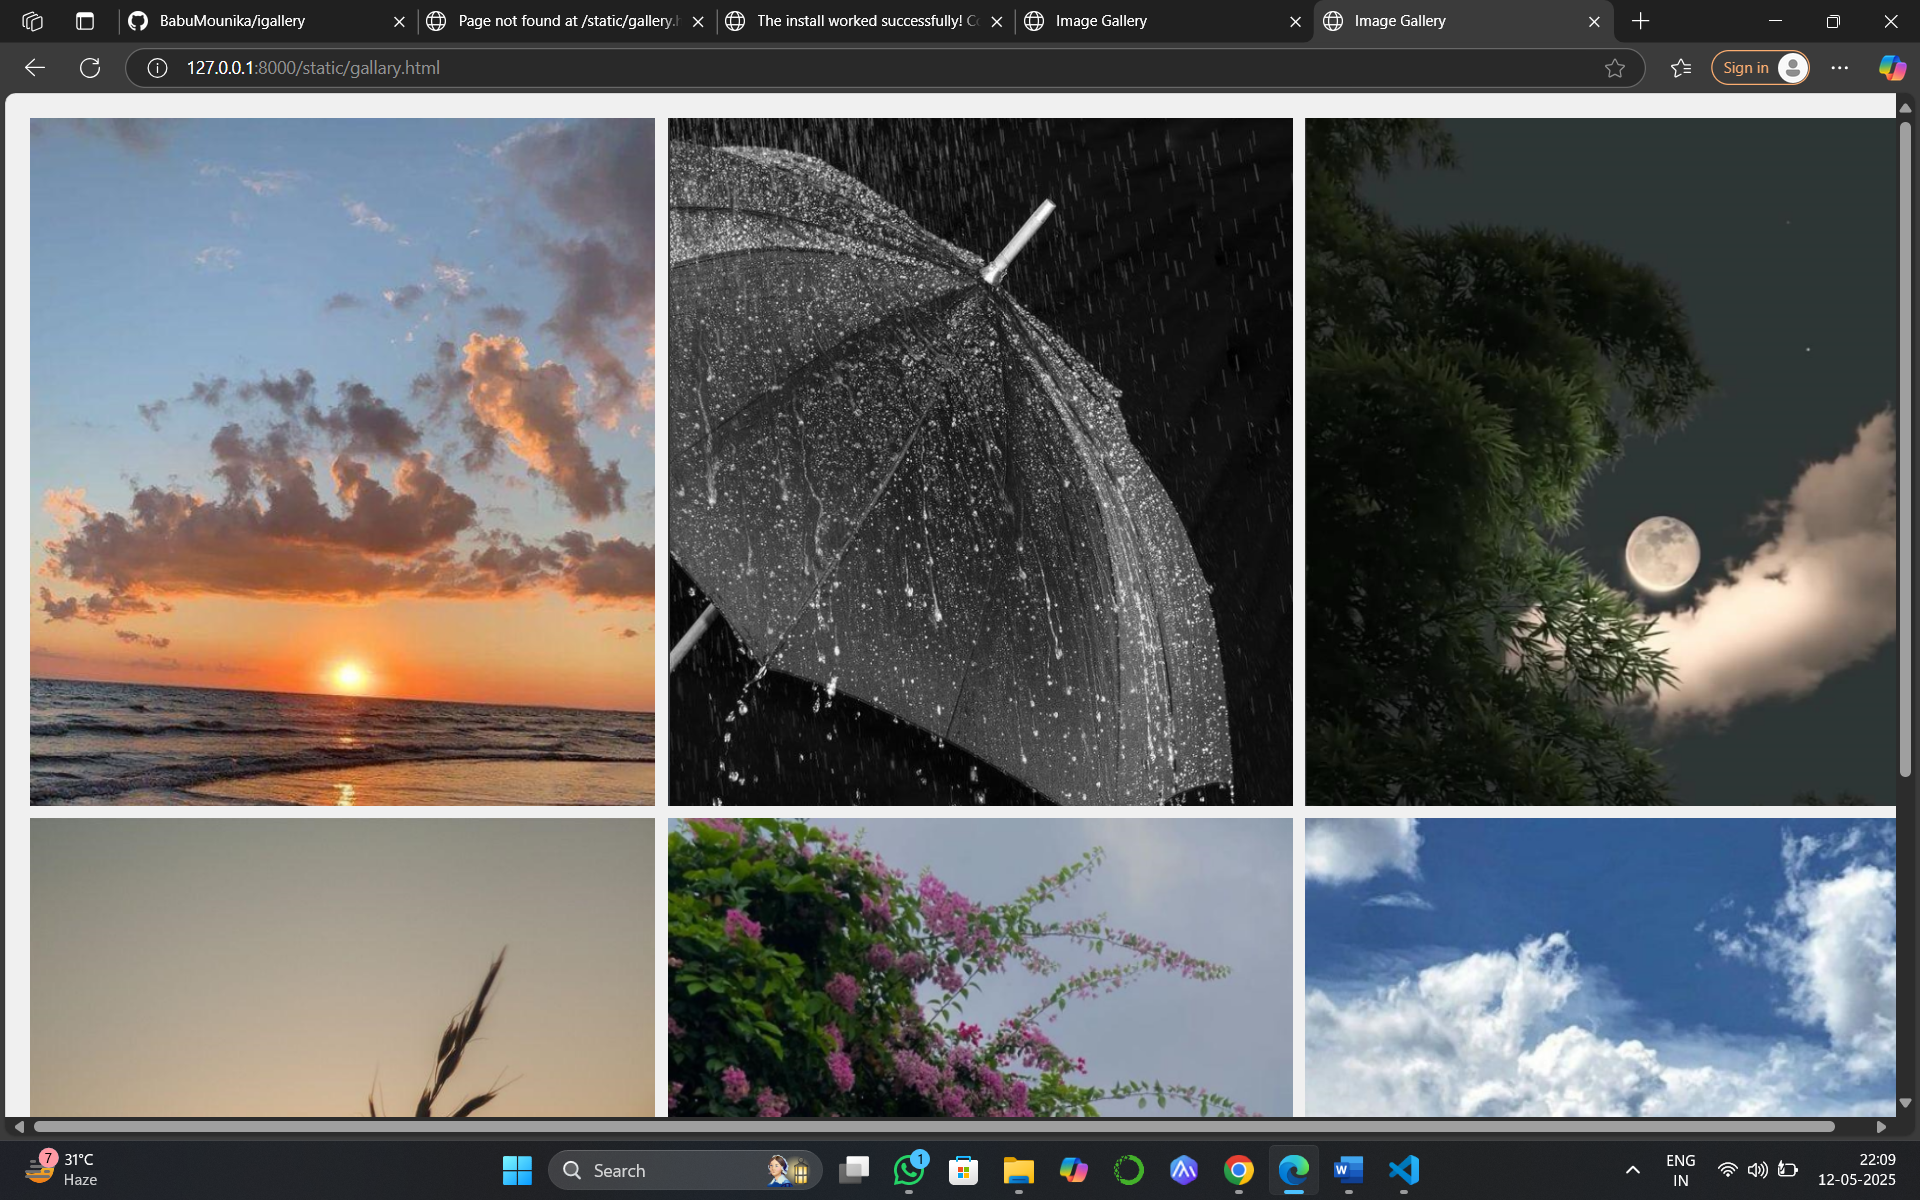 BabuMounika/igallery
Page not found at /static/gallery.h
The install worked successfully! Co
Image Gallery
Image Gallery
127.0.0.1:8000/static/gallary.html
Sign in
7
31°C
Haze
Search
1
ENG
IN
22:09
12-05-2025